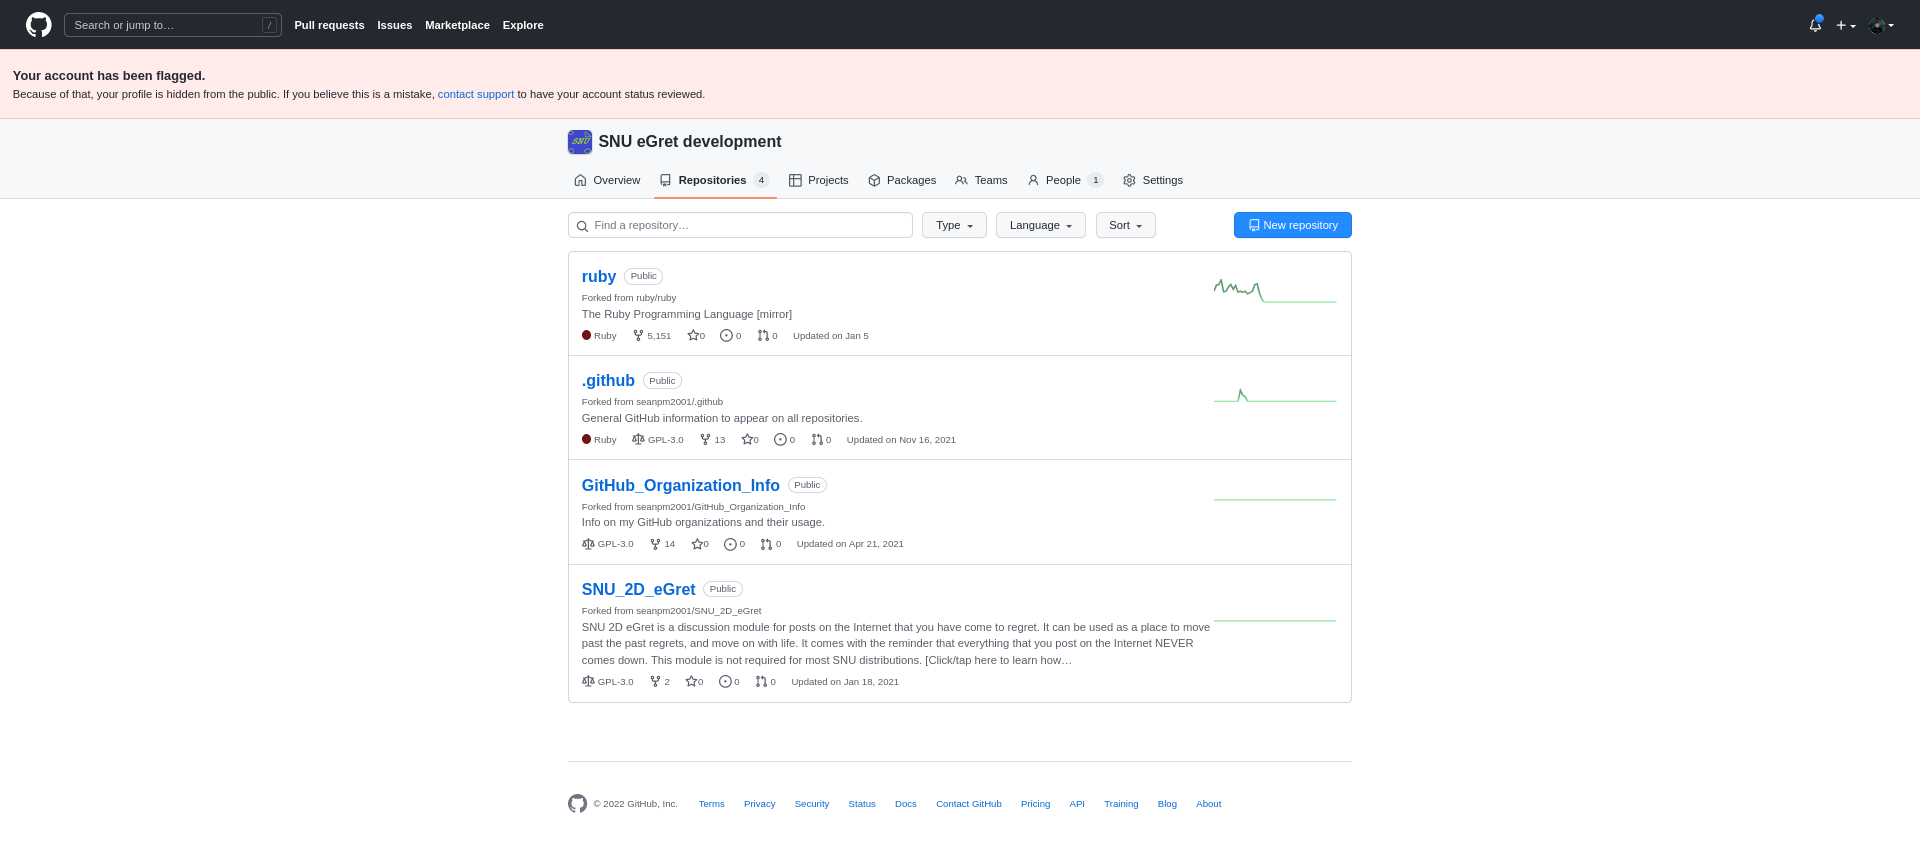 Search or jump to… / Pull requests Issues Marketplace Explore
Your account has been flagged.
Because of that, your profile is hidden from the public. If you believe this is a mistake, contact support to have your account status reviewed.
SNU SNU eGret development
Overview Repositories 4 Projects Packages Teams People 1 Settings
Find a repository… Type Language Sort New repository
ruby Public
Forked from ruby/ruby
The Ruby Programming Language [mirror]
Ruby 5,151 0 0 0 Updated on Jan 5
.github Public
Forked from seanpm2001/.github
General GitHub information to appear on all repositories.
Ruby GPL-3.0 13 0 0 0 Updated on Nov 16, 2021
GitHub_Organization_Info Public
Forked from seanpm2001/GitHub_Organization_Info
Info on my GitHub organizations and their usage.
GPL-3.0 14 0 0 0 Updated on Apr 21, 2021
SNU_2D_eGret Public
Forked from seanpm2001/SNU_2D_eGret
SNU 2D eGret is a discussion module for posts on the Internet that you have come to regret. It can be used as a place to move
past the past regrets, and move on with life. It comes with the reminder that everything that you post on the Internet NEVER
comes down. This module is not required for most SNU distributions. [Click/tap here to learn how…
GPL-3.0 2 0 0 0 Updated on Jan 18, 2021
© 2022 GitHub, Inc. Terms Privacy Security Status Docs Contact GitHub Pricing API Training Blog About